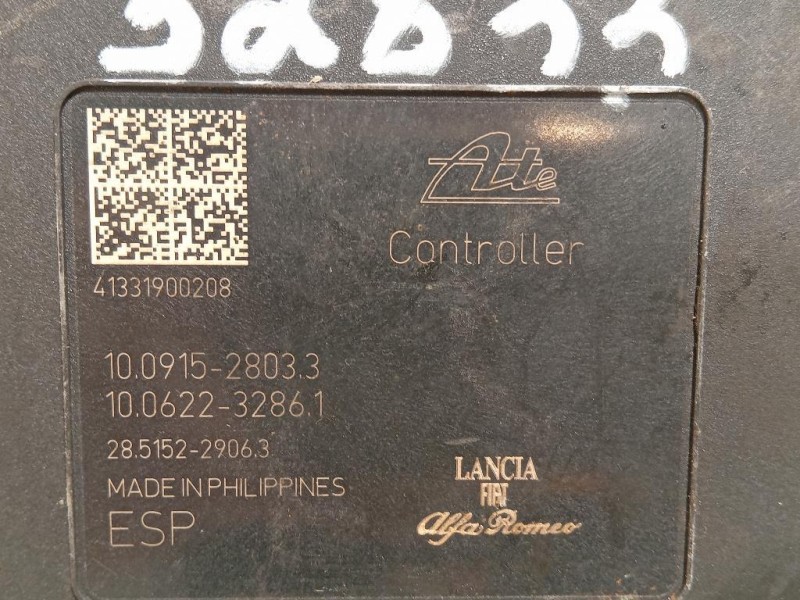 Ate
Controller
41331900208
10.0915-2803.3
10.0622-3286.1
28.5152-2906.3
MADE IN PHILIPPINES
LANCIA
FIAT
ESP
Alfa Romeo